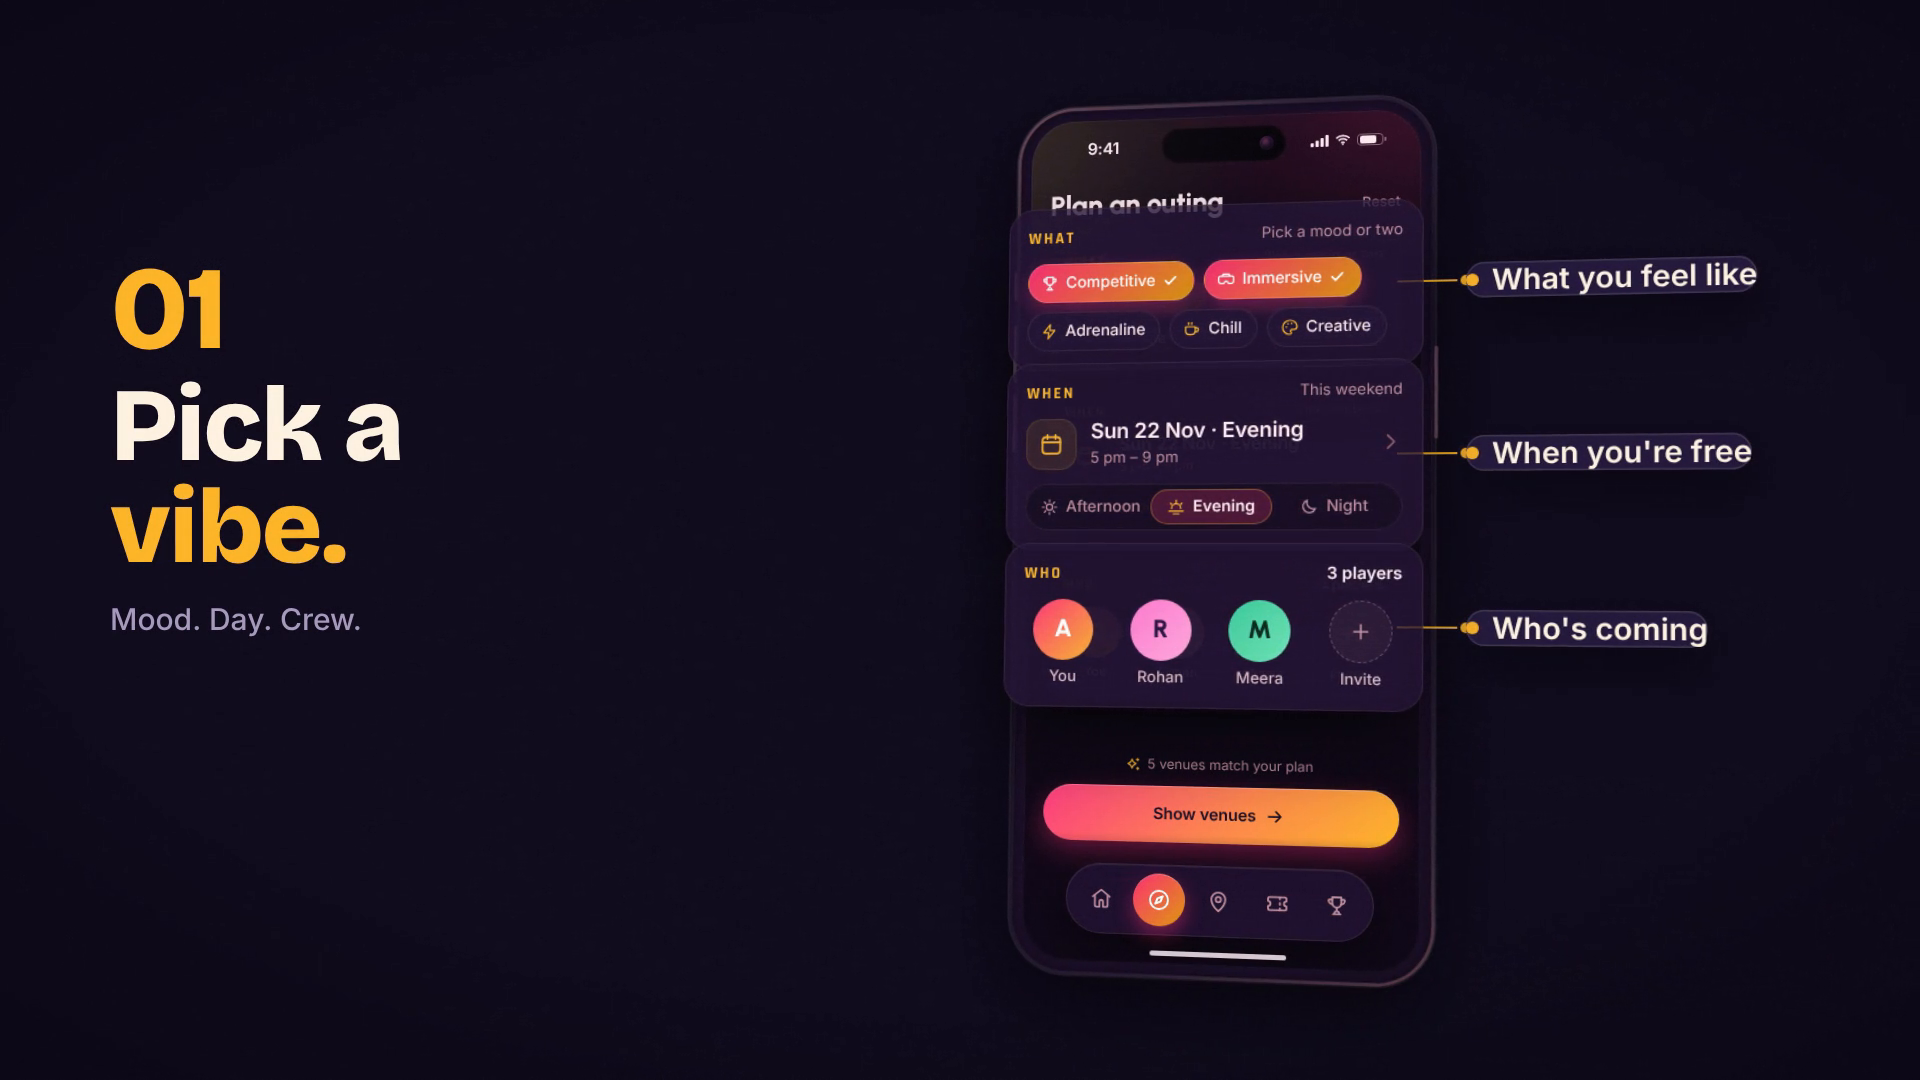 01
Pick a
vibe.
Mood. Day. Crew.
9:41
Plan an outing
Reset
WHAT
Pick a mood or two
Competitive
Immersive
Adrenaline
Chill
Creative
WHEN
This weekend
Sun 22 Nov · Evening
5 pm – 9 pm
Afternoon
Evening
Night
WHO
3 players
A
R
M
You
Rohan
Meera
Invite
5 venues match your plan
Show venues
What you feel like
When you're free
Who's coming